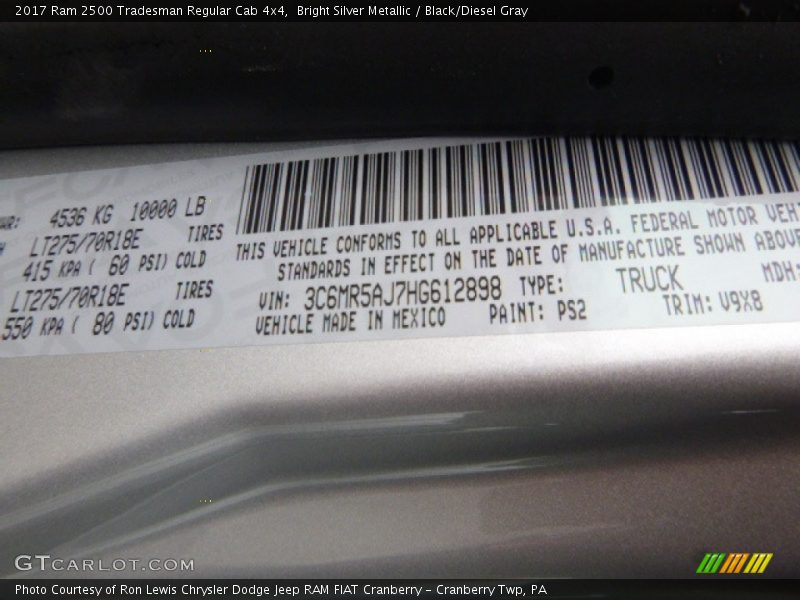 2017 Ram 2500 Tradesman Regular Cab 4x4, Bright Silver Metallic / Black/Diesel Gray
4536 KG 10000 LB
LT275/70R18E TIRES
415 KPA ( 60 PSI) COLD
LT275/70R18E TIRES
550 KPA ( 80 PSI) COLD
THIS VEHICLE CONFORMS TO ALL APPLICABLE U.S.A. FEDERAL MOTOR VEH
STANDARDS IN EFFECT ON THE DATE OF MANUFACTURE SHOWN ABOVE
VIN: 3C6MR5AJ7HG612898 TYPE: TRUCK MDH:
VEHICLE MADE IN MEXICO PAINT: PS2 TRIM: V9X8
GTCARLOT.COM
Photo Courtesy of Ron Lewis Chrysler Dodge Jeep RAM FIAT Cranberry – Cranberry Twp, PA